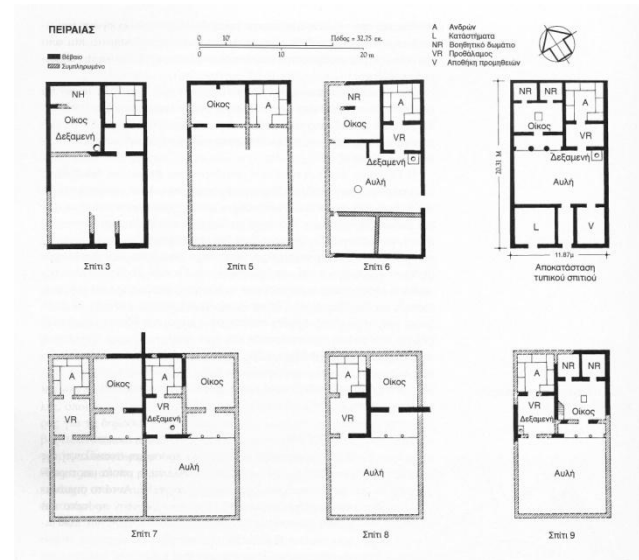 ΠΕΙΡΑΙΑΣ
Βέβαιο
Συμπληρωμένο
0 10' Πόδας = 32,75 εκ.
0 10 20 m
A Ανδρών
L Καταστήματα
NR Βοηθητικό δωμάτιο
VR Προθάλαμος
V Αποθήκη προμηθειών
NH
Οίκος
Δεξαμενή
Σπίτι 3
Οίκος
A
Σπίτι 5
NR
A
Οίκος
VR
Δεξαμενή
Αυλή
Σπίτι 6
NR NR
A
Οίκος
VR
Δεξαμενή
Αυλή
L
V
20,31 M.
11.87μ
Αποκατάσταση
τυπικού σπιτιού
A
Οίκος
A
Οίκος
VR
VR
Δεξαμενή
Αυλή
Σπίτι 7
A
Οίκος
VR
Αυλή
Σπίτι 8
A
NR NR
VR
Οίκος
Δεξαμενή
Αυλή
Σπίτι 9